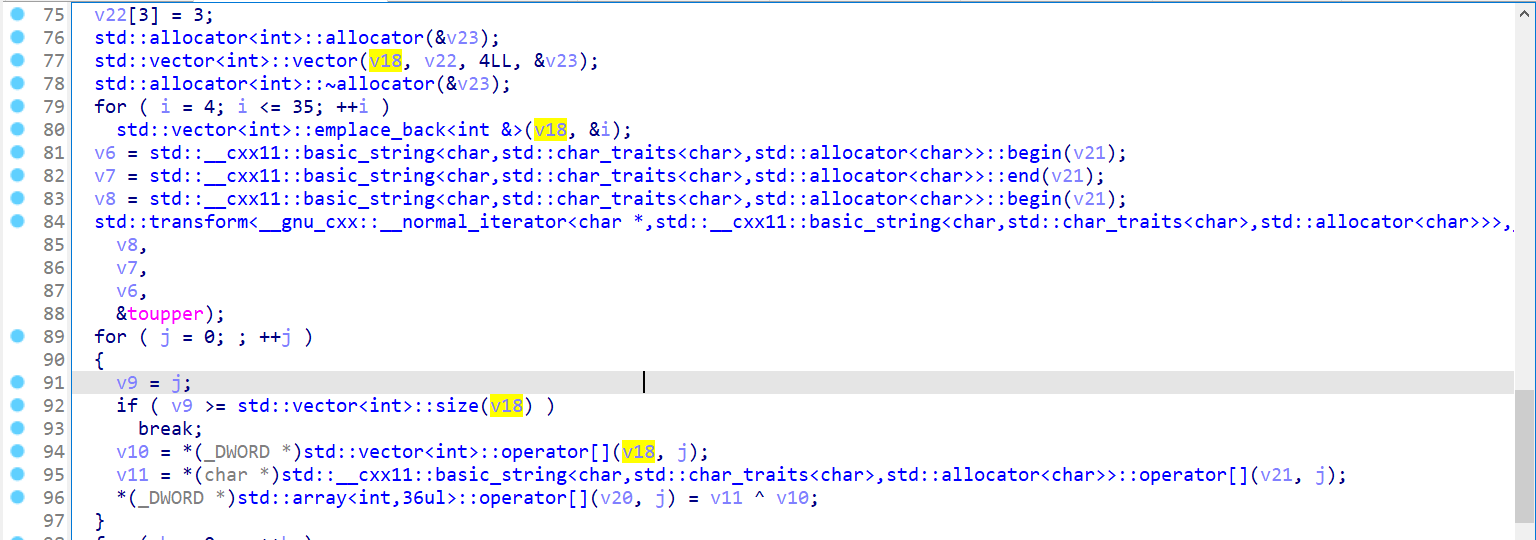 75 v22[3] = 3;
76 std::allocator<int>::allocator(&v23);
77 std::vector<int>::vector(v18, v22, 4LL, &v23);
78 std::allocator<int>::~allocator(&v23);
79 for ( i = 4; i <= 35; ++i )
80 std::vector<int>::emplace_back<int &>(v18, &i);
81 v6 = std::__cxx11::basic_string<char,std::char_traits<char>,std::allocator<char>>::begin(v21);
82 v7 = std::__cxx11::basic_string<char,std::char_traits<char>,std::allocator<char>>::end(v21);
83 v8 = std::__cxx11::basic_string<char,std::char_traits<char>,std::allocator<char>>::begin(v21);
84 std::transform<__gnu_cxx::__normal_iterator<char *,std::__cxx11::basic_string<char,std::char_traits<char>,std::allocator<char>>>,
85 v8,
86 v7,
87 v6,
88 &toupper);
89 for ( j = 0; ; ++j )
90 {
91 v9 = j;
92 if ( v9 >= std::vector<int>::size(v18) )
93 break;
94 v10 = *(_DWORD *)std::vector<int>::operator[](v18, j);
95 v11 = *(char *)std::__cxx11::basic_string<char,std::char_traits<char>,std::allocator<char>>::operator[](v21, j);
96 *(_DWORD *)std::array<int,36ul>::operator[](v20, j) = v11 ^ v10;
97 }